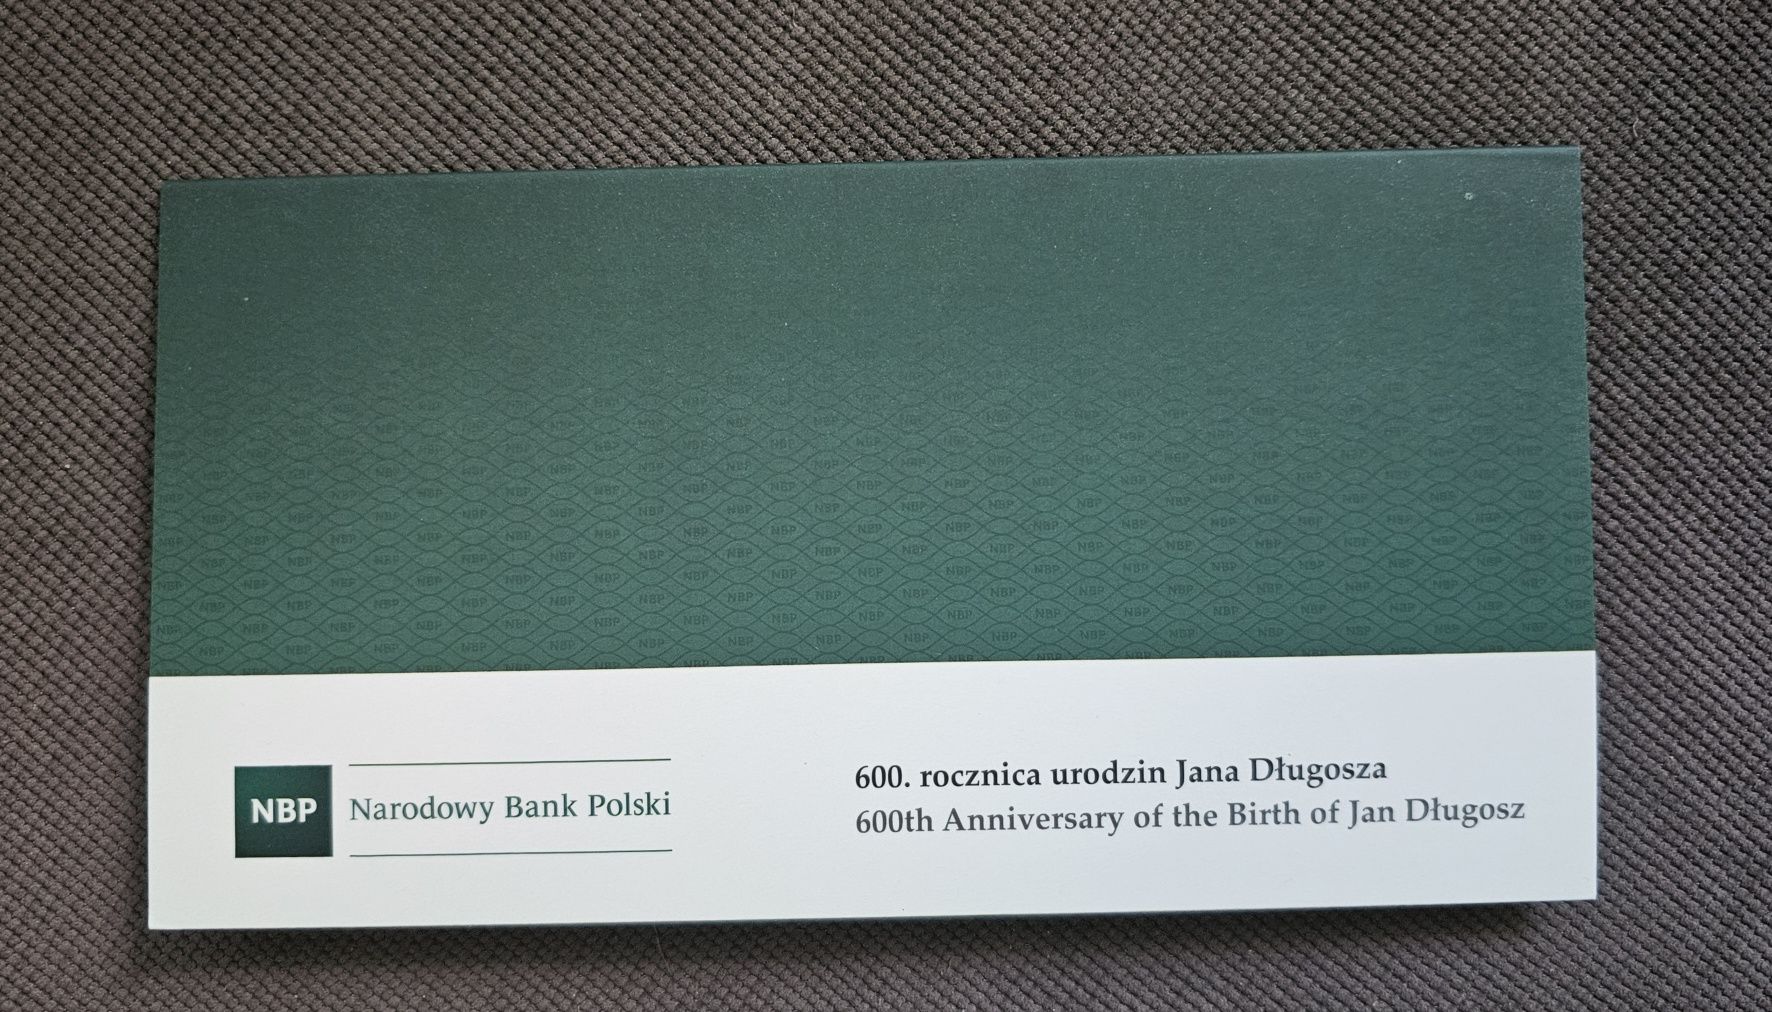 NBP
Narodowy Bank Polski
600. rocznica urodzin Jana Długosza
600th Anniversary of the Birth of Jan Długosz